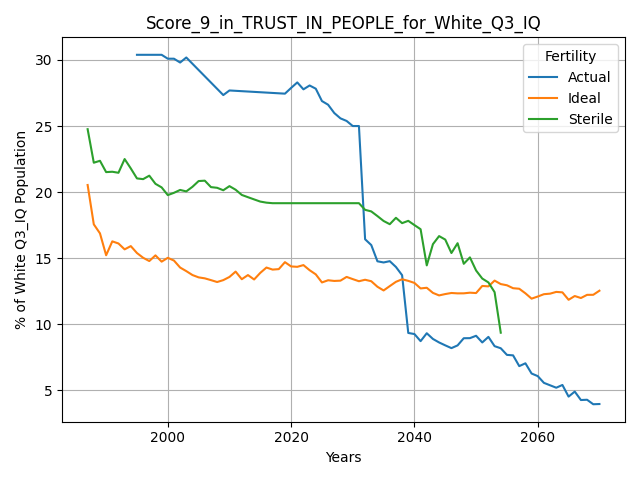 Score_9_in_TRUST_IN_PEOPLE_for_White_Q3_IQ
% of White Q3_IQ Population
30
25
20
15
10
5
Fertility
Actual
Ideal
Sterile
2000 2020 2040 2060
Years